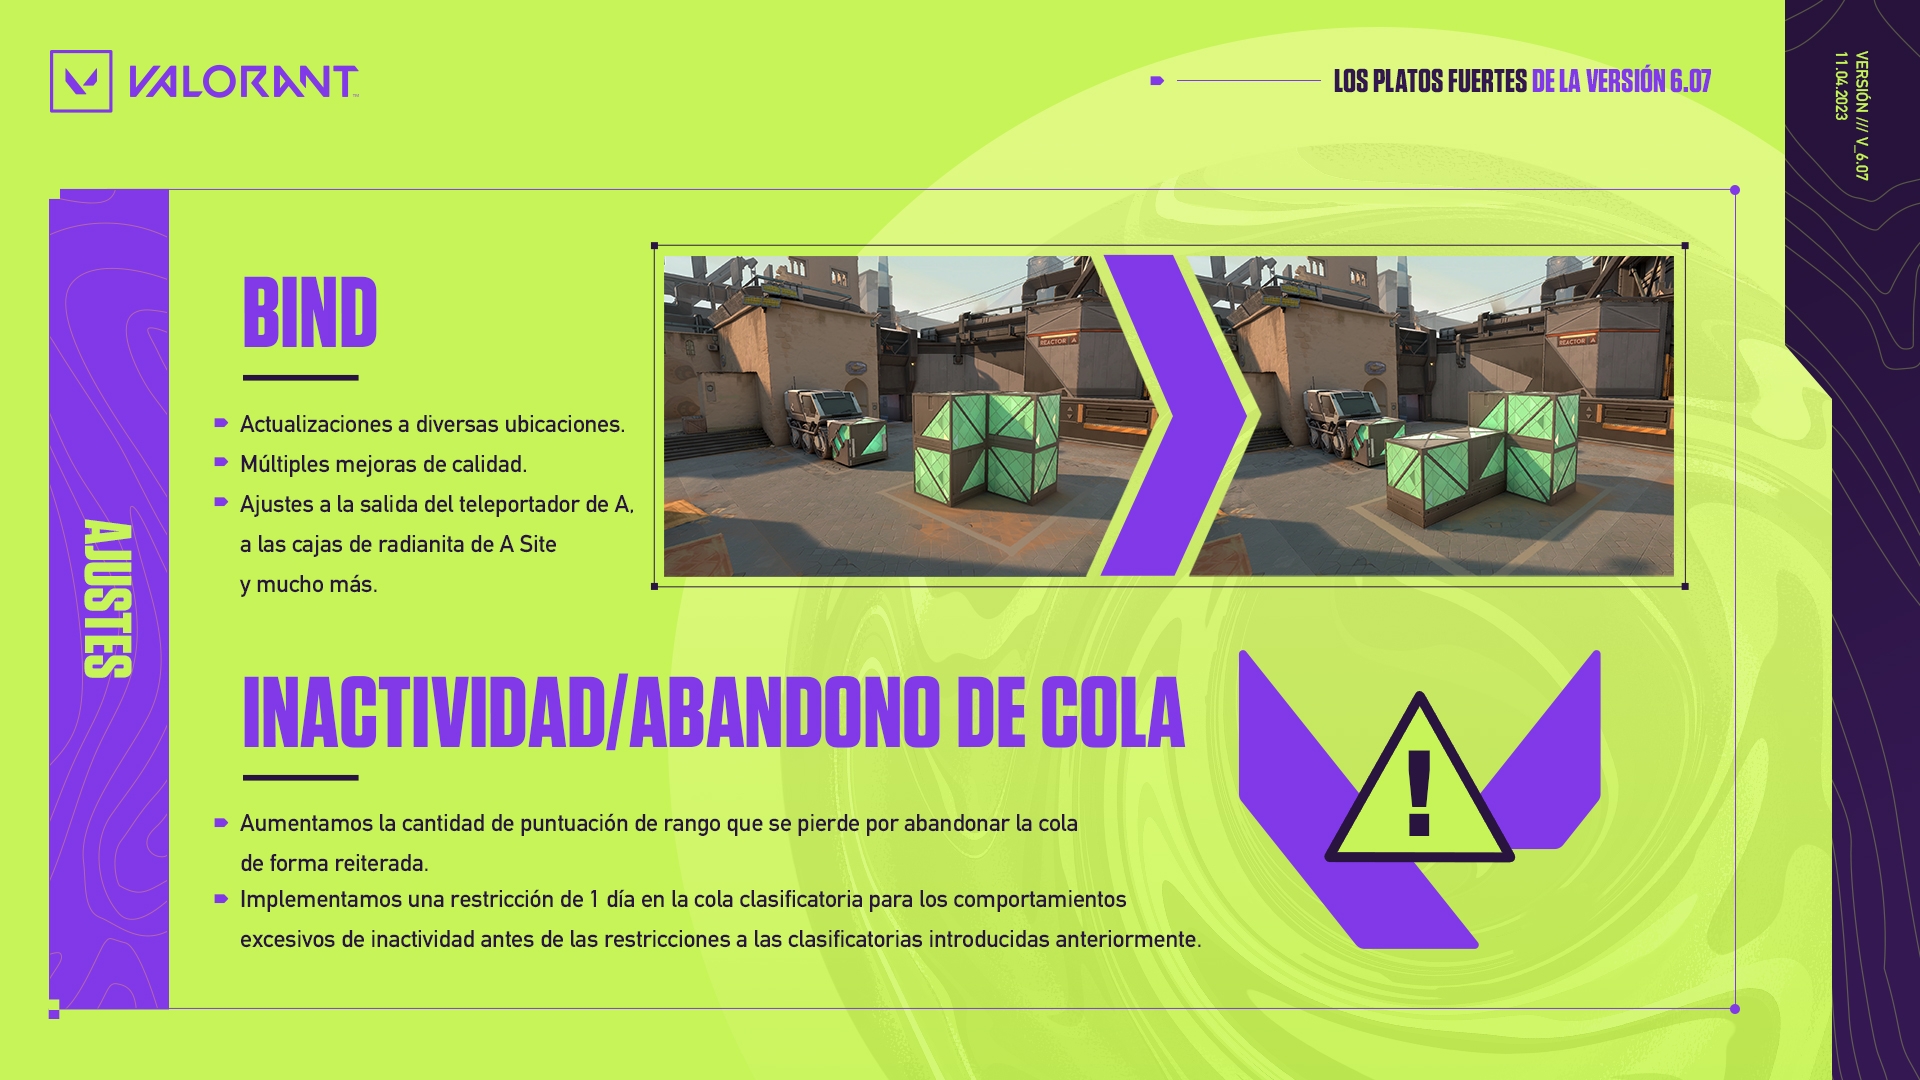 VALORANT
LOS PLATOS FUERTES DE LA VERSIÓN 6.07
VERSIÓN /// V_6.07
11.04.2023
AJUSTES
BIND
Actualizaciones a diversas ubicaciones.
Múltiples mejoras de calidad.
Ajustes a la salida del teleportador de A,
a las cajas de radianita de A Site
y mucho más.
REACTOR A
REACTOR A
INACTIVIDAD/ABANDONO DE COLA
Aumentamos la cantidad de puntuación de rango que se pierde por abandonar la cola
de forma reiterada.
Implementamos una restricción de 1 día en la cola clasificatoria para los comportamientos
excesivos de inactividad antes de las restricciones a las clasificatorias introducidas anteriormente.
!